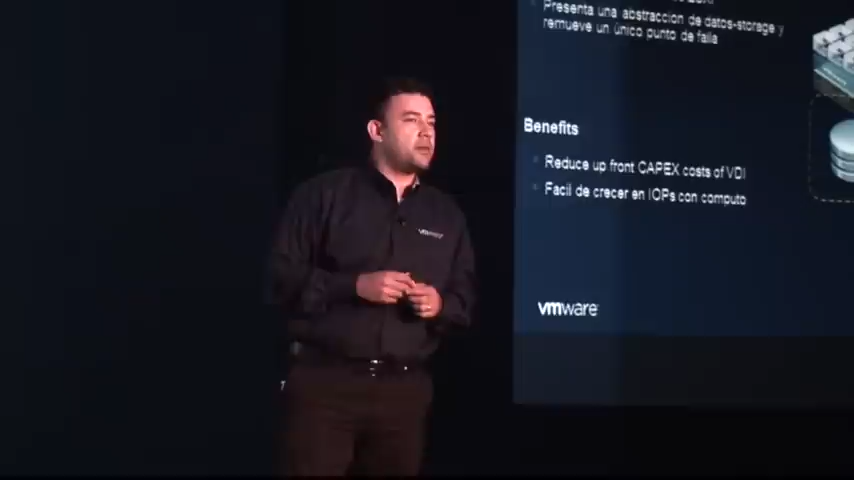 Presenta una abstraccion de datos-storage y
remueve un único punto de falla
Benefits
Reduce up front CAPEX costs of VDI
Facil de crecer en IOPs con computo
vmware
vmware